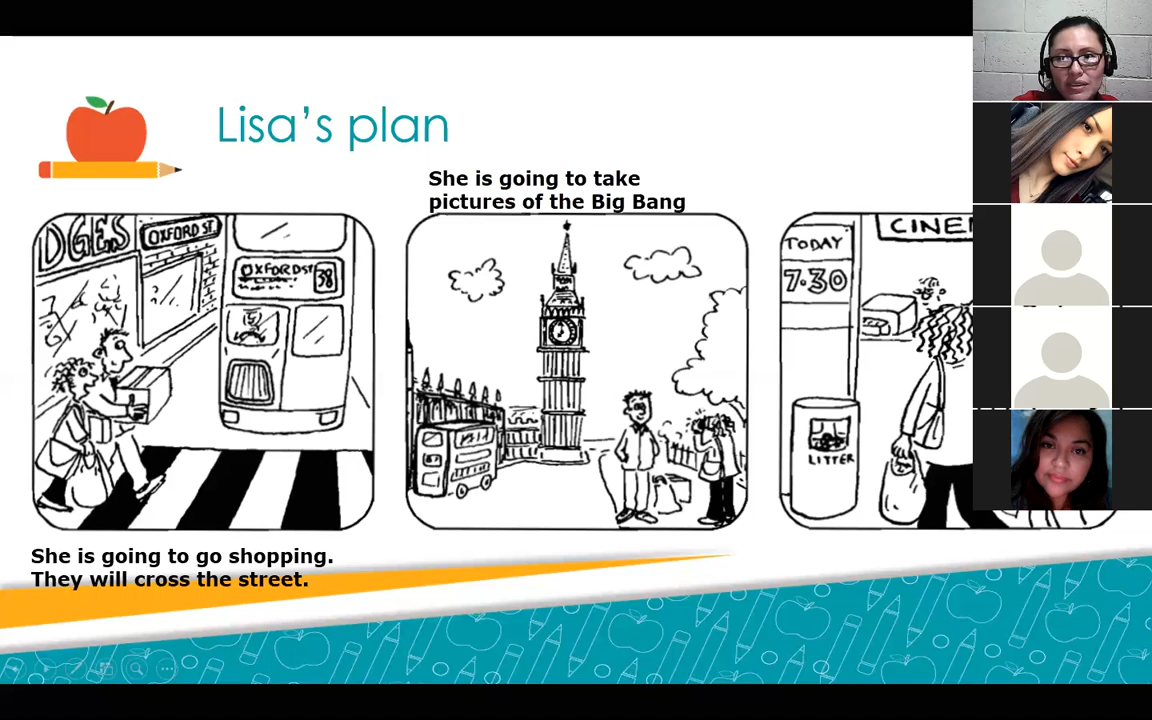 Lisa's plan
She is going to take
pictures of the Big Bang
DGES
OXFORD ST.
OXFORD ST
38
TODAY
7.30
CINE
LITTER
She is going to go shopping.
They will cross the street.